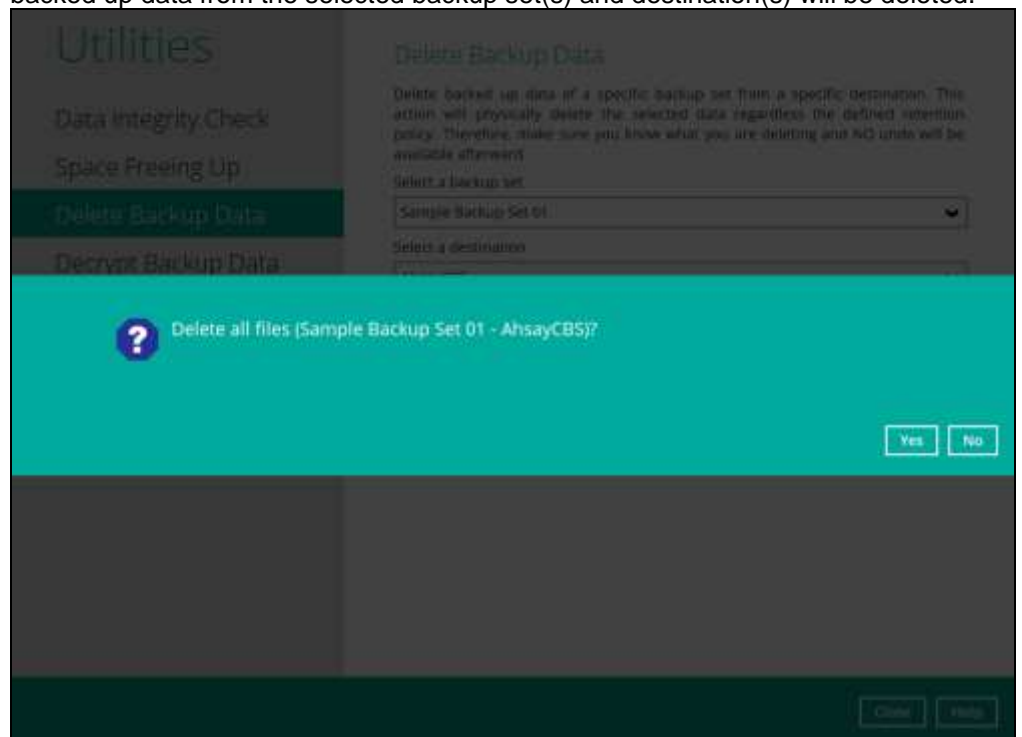 backed up data from the selected backup set(s) and destination(s) will be deleted.
Utilities
Data Integrity Check
Space Freeing Up
Delete Backup Data
Decrypt Backup Data
Delete Backup Data
Delete backed up data of a specific backup set from a specific destination. This
action will physically delete the selected data regardless the defined retention
policy. Therefore, make sure you know what you are deleting and NO undo will be
available afterward.
Select a backup set
Sample Backup Set 01
Select a destination
Delete all files (Sample Backup Set 01 - AhsayCBS)?
Yes
No
Close
Help